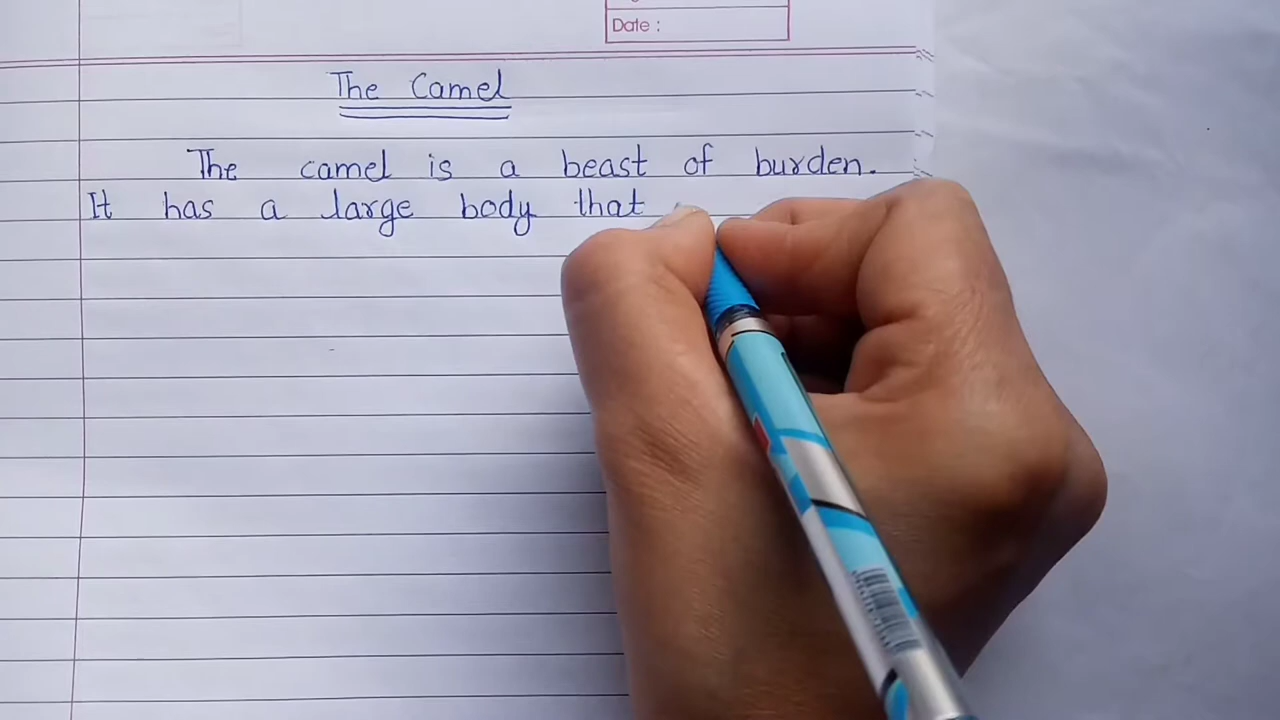 Date :
The Camel
The camel is a beast of burden.
It has a large body that